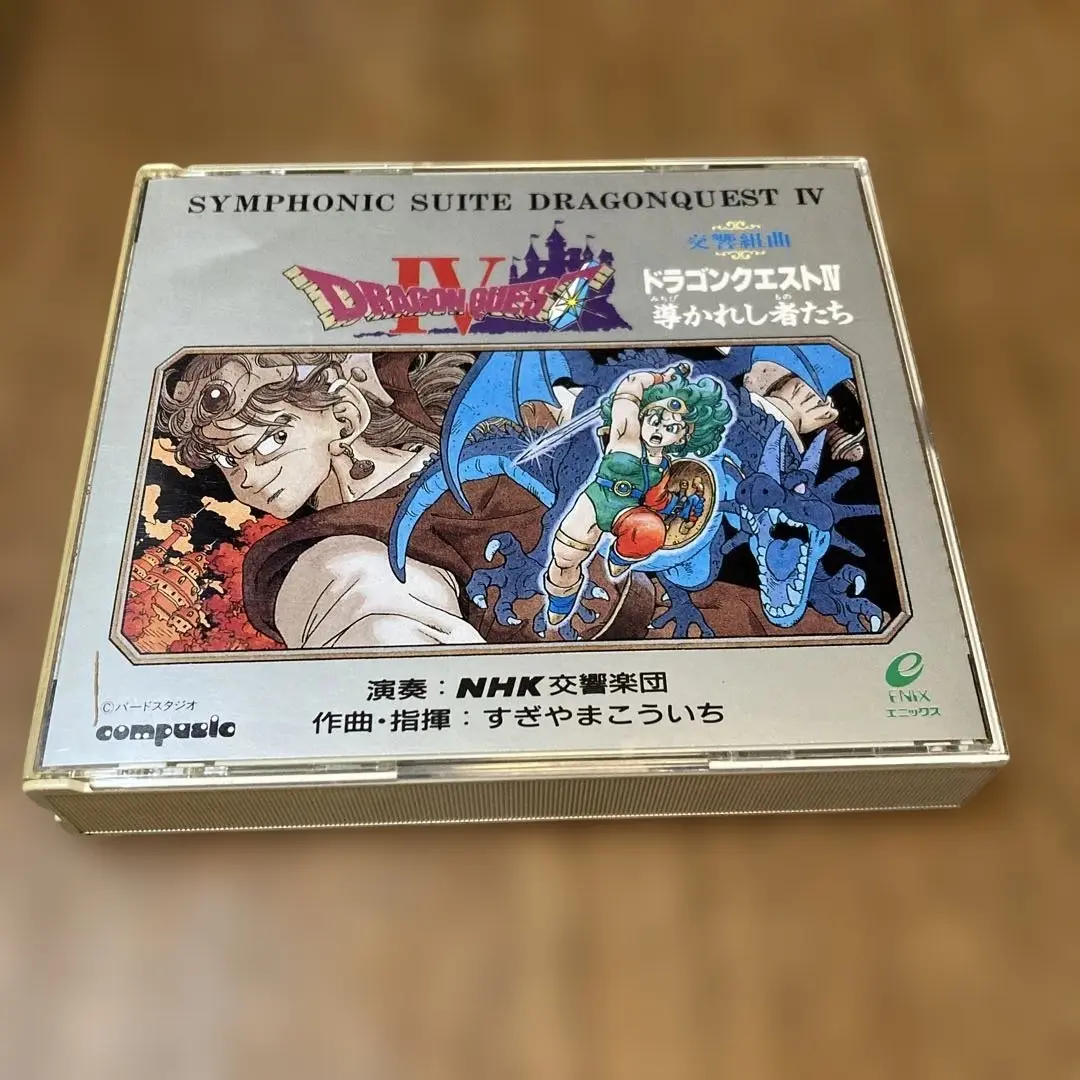 SYMPHONIC SUITE DRAGONQUEST IV
交響組曲
DRAGON QUEST
IV
ドラゴンクエストIV
みちび もの
導かれし者たち
演奏:NHK交響楽団
作曲・指揮:すぎやまこういち
©バードスタジオ
compusic
e
ENIX
エニックス